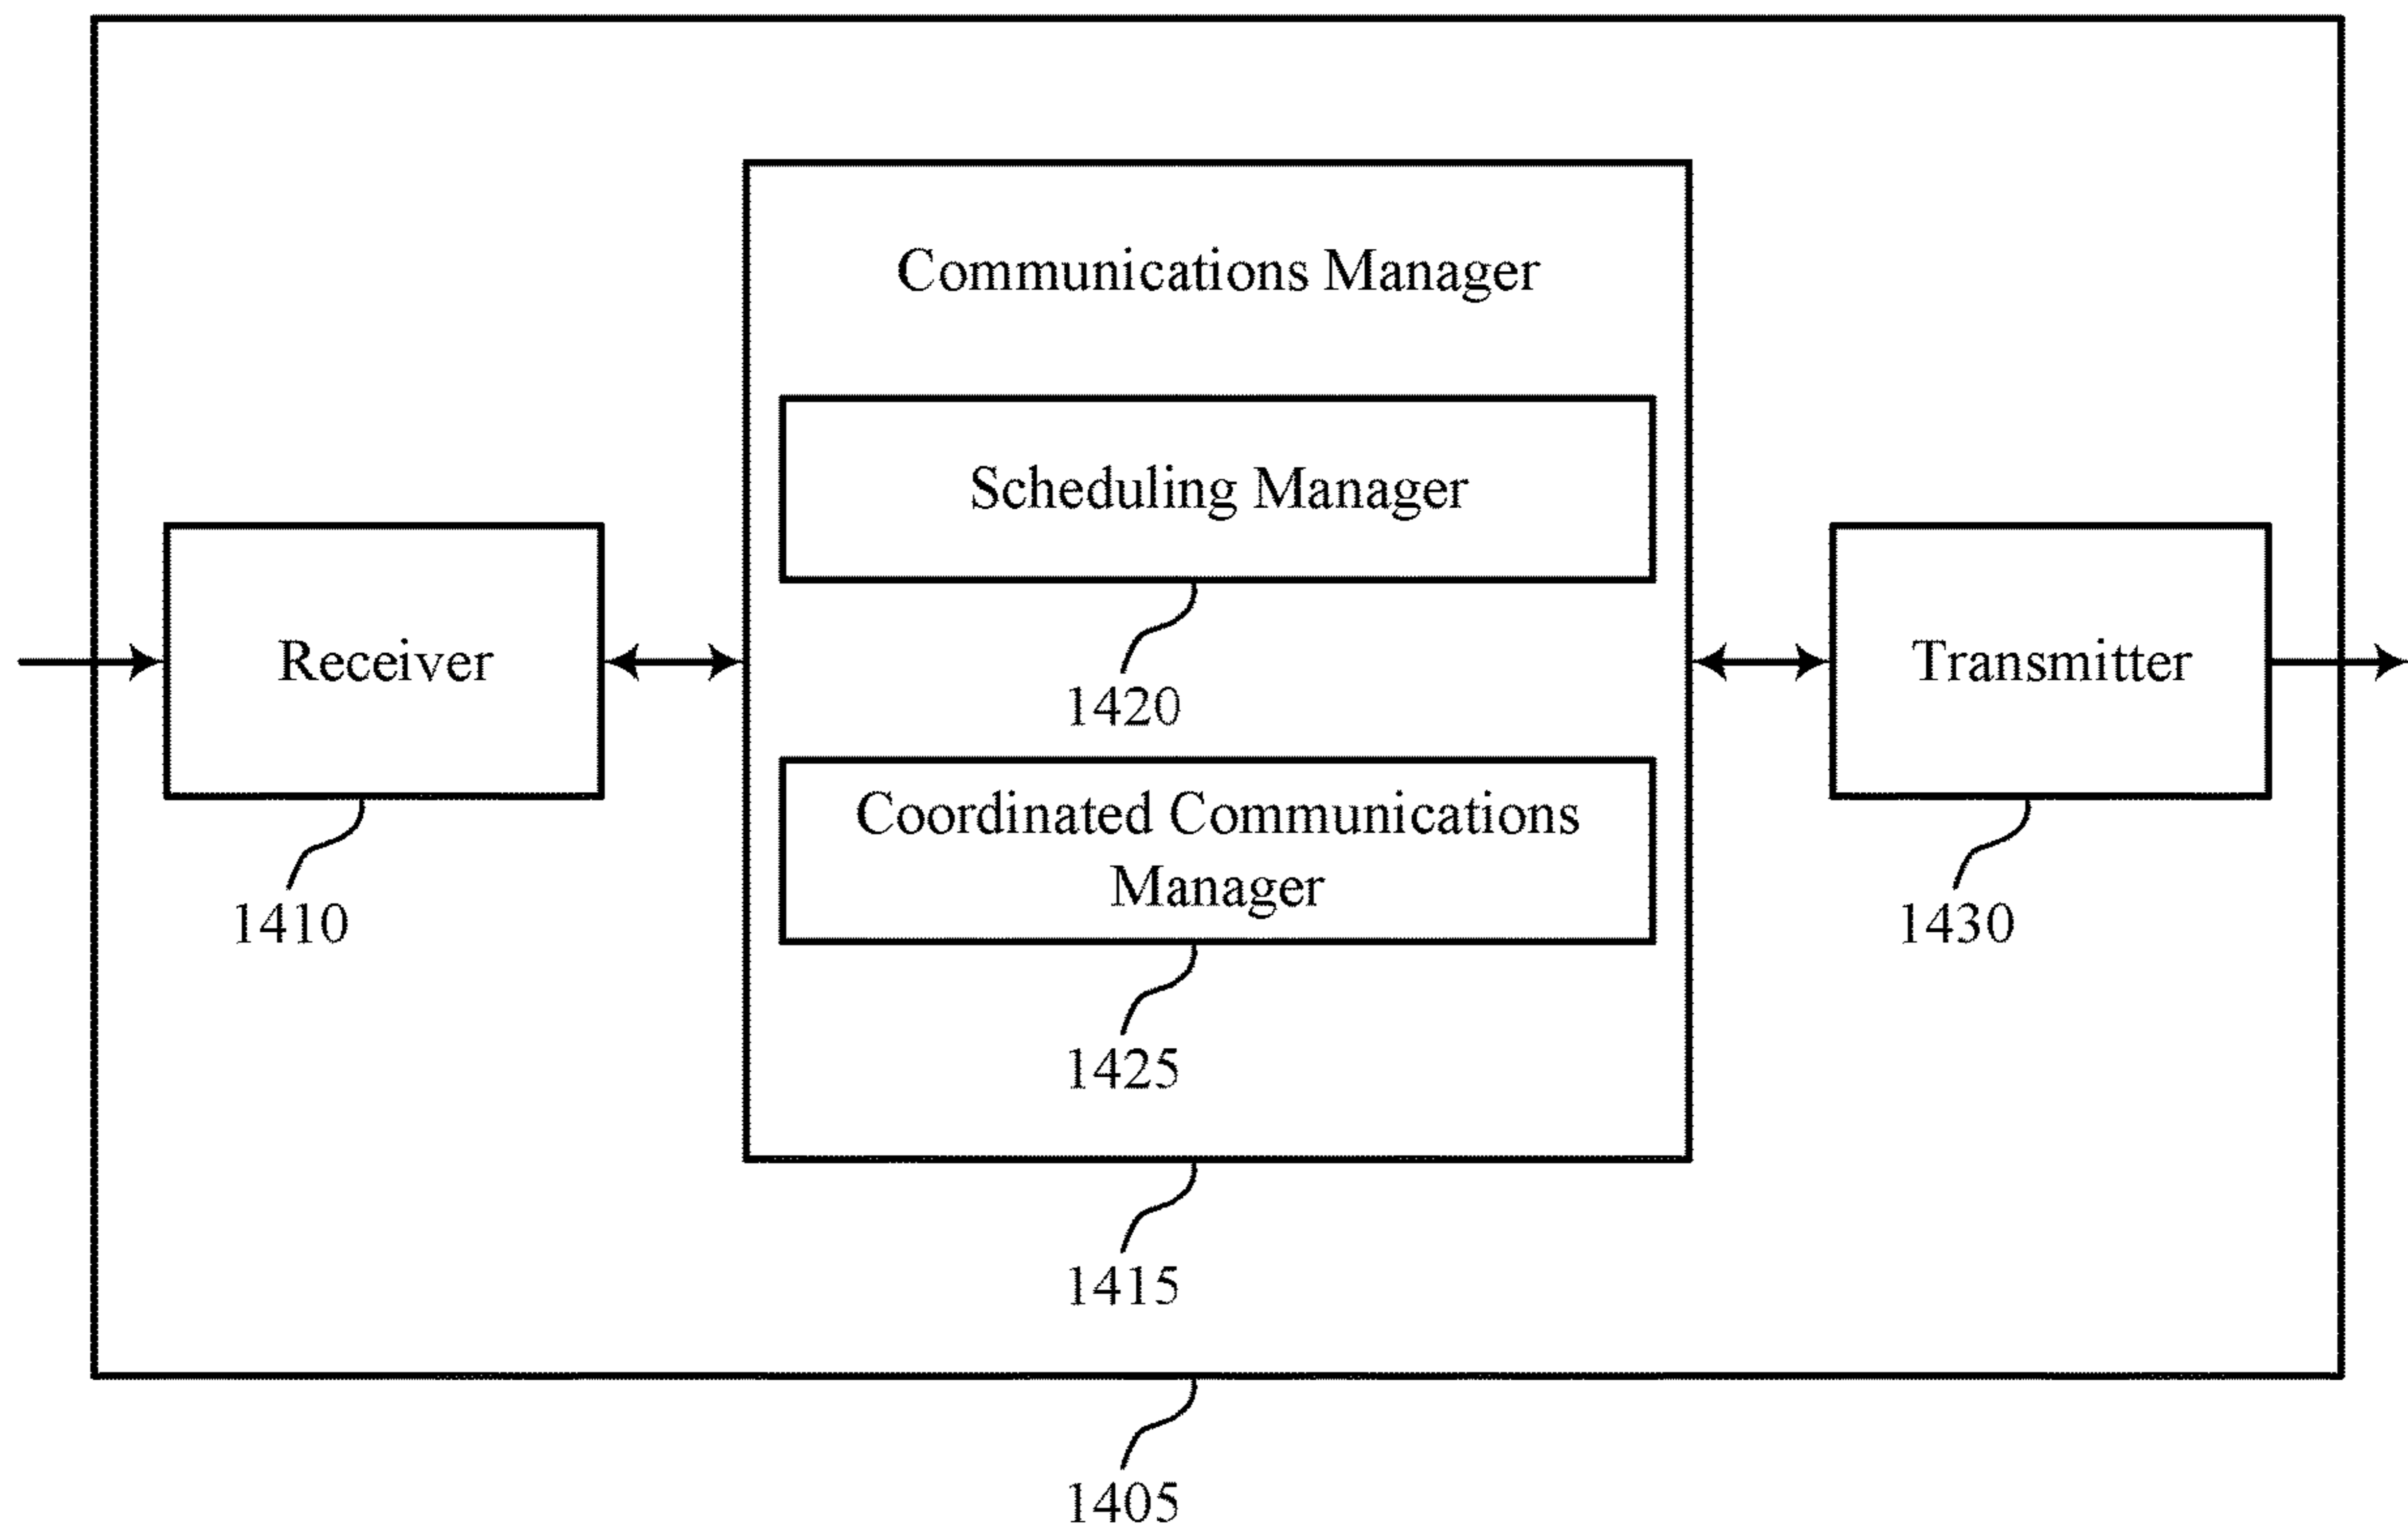 Communications Manager
Scheduling Manager
1420
Receiver
1410
Transmitter
1430
Coordinated Communications
Manager
1425
1415
1405